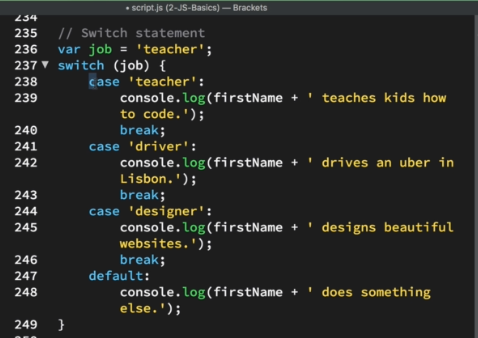 • script.js (2-JS-Basics) — Brackets
234
235 // Switch statement
236 var job = 'teacher';
237 ▼ switch (job) {
238 case 'teacher':
239 console.log(firstName + ' teaches kids how
to code.');
240 break;
241 case 'driver':
242 console.log(firstName + ' drives an uber in
Lisbon.');
243 break;
244 case 'designer':
245 console.log(firstName + ' designs beautiful
websites.');
246 break;
247 default:
248 console.log(firstName + ' does something
else.');
249 }